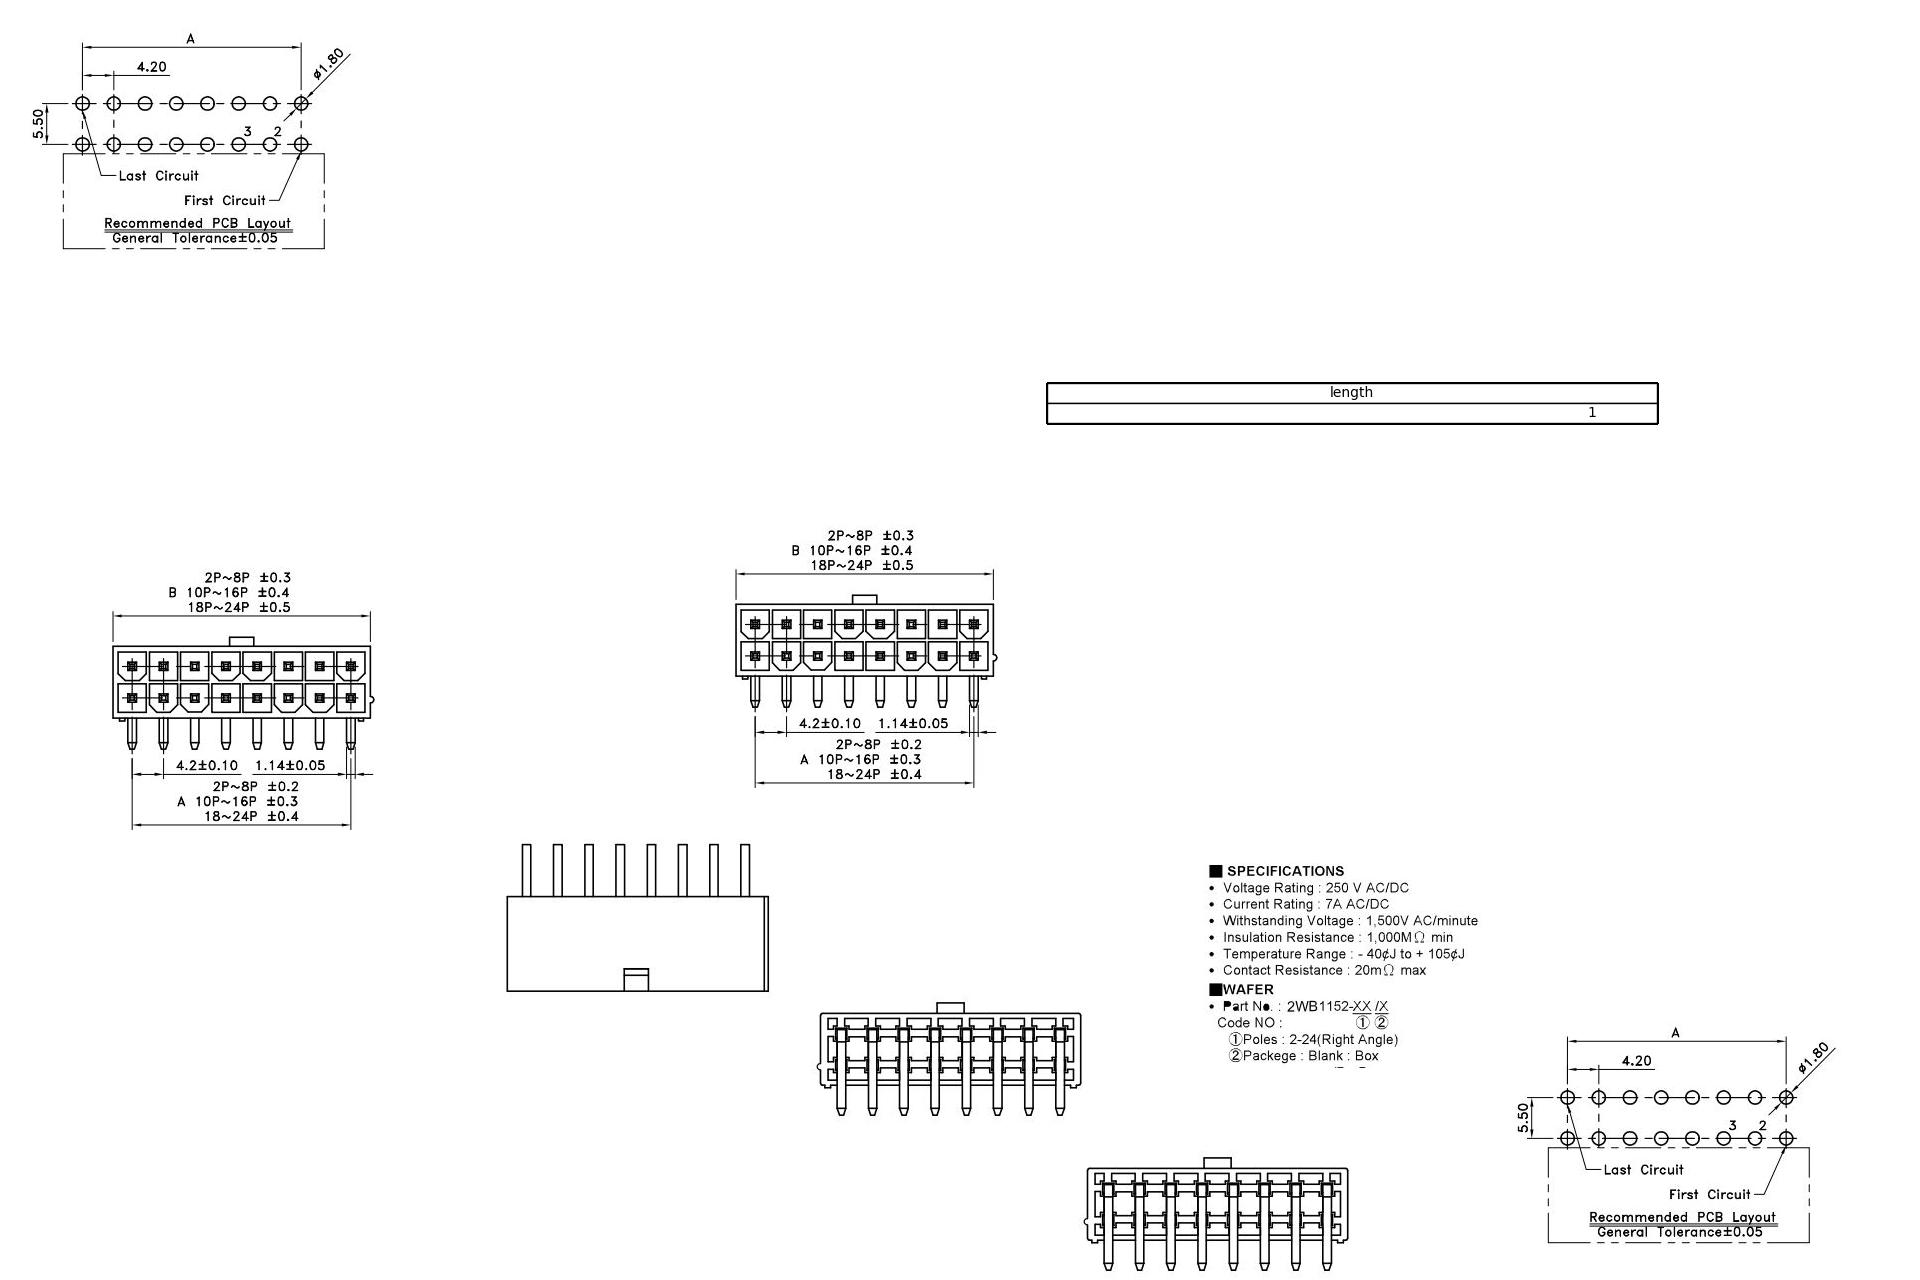 A
4.20
ø1.80
5.50
3 2
Last Circuit
First Circuit
Recommended PCB Layout
General Tolerance±0.05
length
1
2P~8P ±0.3
B 10P~16P ±0.4
18P~24P ±0.5
4.2±0.10 1.14±0.05
2P~8P ±0.2
A 10P~16P ±0.3
18~24P ±0.4
2P~8P ±0.3
B 10P~16P ±0.4
18P~24P ±0.5
4.2±0.10 1.14±0.05
2P~8P ±0.2
A 10P~16P ±0.3
18~24P ±0.4
■ SPECIFICATIONS
• Voltage Rating : 250 V AC/DC
• Current Rating : 7A AC/DC
• Withstanding Voltage : 1,500V AC/minute
• Insulation Resistance : 1,000MΩ min
• Temperature Range : - 40¢J to + 105¢J
• Contact Resistance : 20mΩ max
■WAFER
• Part No. : 2WB1152-XX /X
Code NO : ① ②
①Poles : 2-24(Right Angle)
②Packege : Blank : Box
A
4.20
ø1.80
5.50
3 2
Last Circuit
First Circuit
Recommended PCB Layout
General Tolerance±0.05